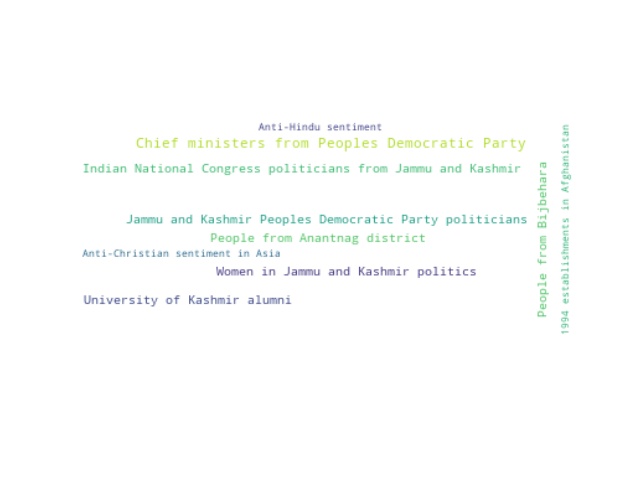 Anti-Hindu sentiment
Chief ministers from Peoples Democratic Party
Indian National Congress politicians from Jammu and Kashmir
Jammu and Kashmir Peoples Democratic Party politicians
People from Anantnag district
Anti-Christian sentiment in Asia
Women in Jammu and Kashmir politics
University of Kashmir alumni
People from Bijbehara
1994 establishments in Afghanistan